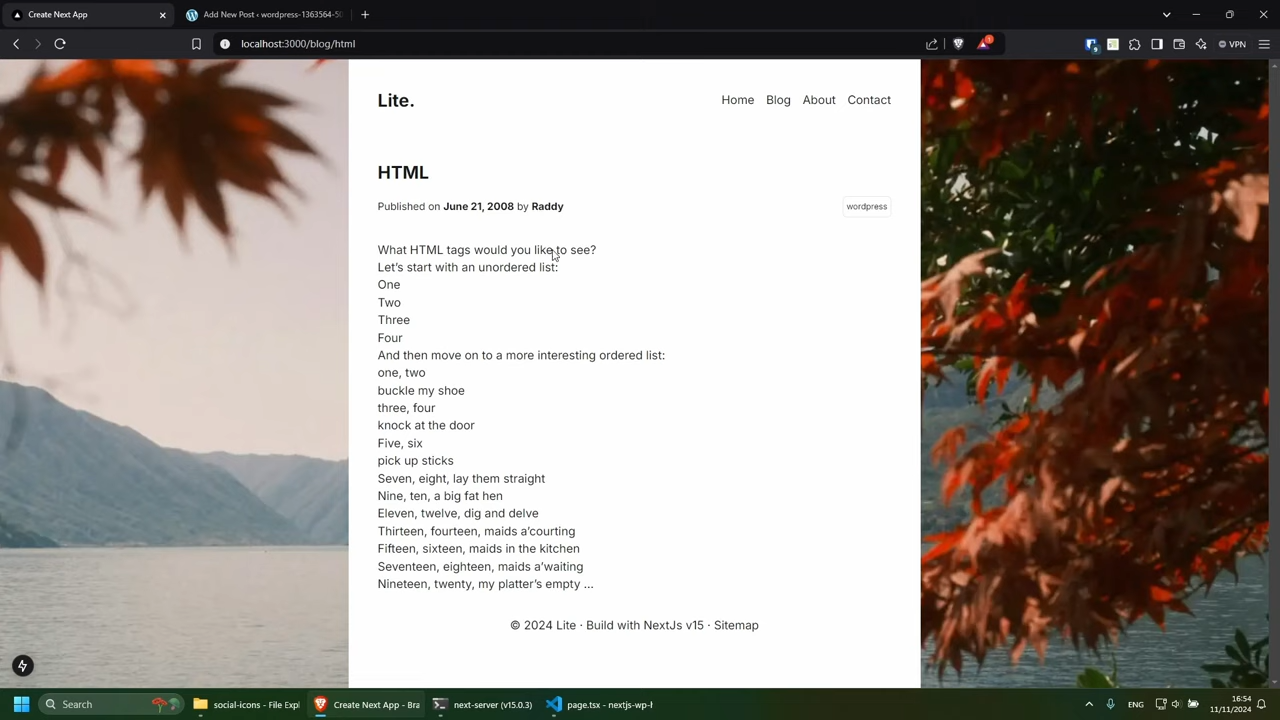 Create Next App
Add New Post ‹ wordpress-1363564-50
localhost:3000/blog/html
1
9
VPN
Lite.
Home Blog About Contact
HTML
Published on June 21, 2008 by Raddy
wordpress
What HTML tags would you like to see?
Let’s start with an unordered list:
One
Two
Three
Four
And then move on to a more interesting ordered list:
one, two
buckle my shoe
three, four
knock at the door
Five, six
pick up sticks
Seven, eight, lay them straight
Nine, ten, a big fat hen
Eleven, twelve, dig and delve
Thirteen, fourteen, maids a’courting
Fifteen, sixteen, maids in the kitchen
Seventeen, eighteen, maids a’waiting
Nineteen, twenty, my platter’s empty ...
© 2024 Lite · Build with NextJs v15 · Sitemap
Search
social-icons - File Expl
Create Next App - Bra
next-server (v15.0.3)
page.tsx - nextjs-wp-h
ENG
16:54
11/11/2024